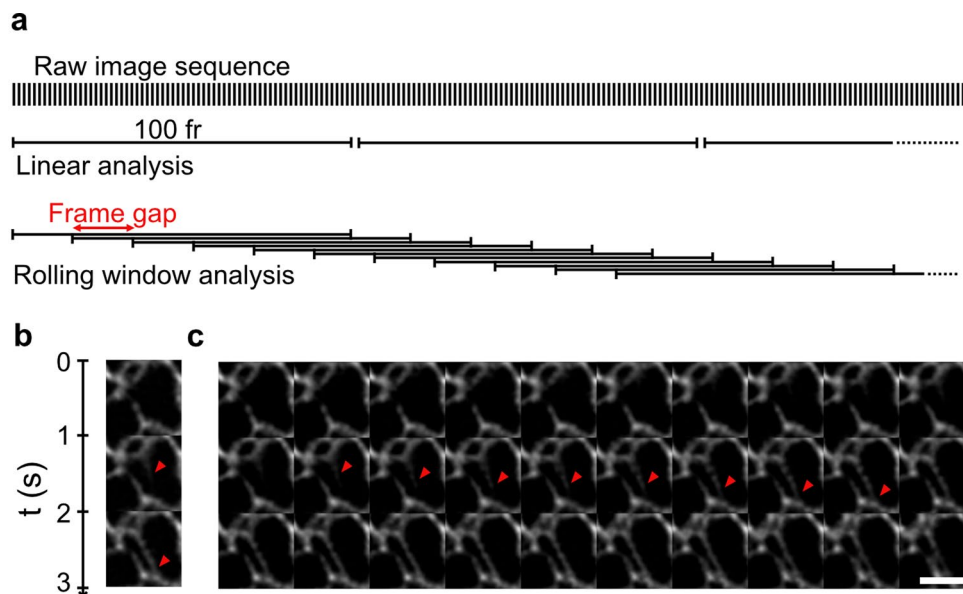 a
Raw image sequence
100 fr
Linear analysis
Frame gap
Rolling window analysis
b
c
0
1
2
3
t (s)